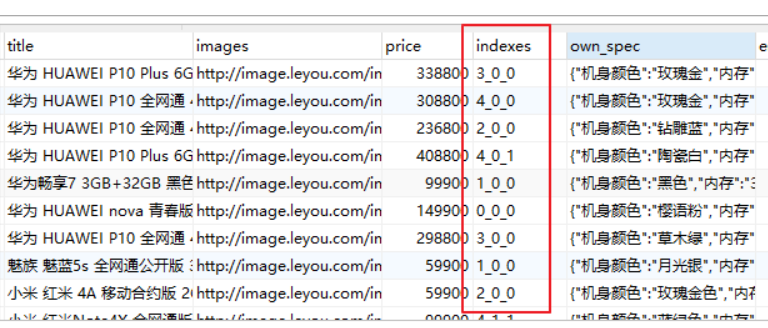 title images price indexes own_spec e
华为 HUAWEI P10 Plus 6G http://image.leyou.com/in 338800 3_0_0 {"机身颜色":"玫瑰金","内存"
华为 HUAWEI P10 全网通 4 http://image.leyou.com/in 308800 4_0_0 {"机身颜色":"玫瑰金","内存"
华为 HUAWEI P10 全网通 4 http://image.leyou.com/in 236800 2_0_0 {"机身颜色":"钻雕蓝","内存"
华为 HUAWEI P10 Plus 6G http://image.leyou.com/in 408800 4_0_1 {"机身颜色":"陶瓷白","内存"
华为畅享7 3GB+32GB 黑色 http://image.leyou.com/in 99900 1_0_0 {"机身颜色":"黑色","内存":"3
华为 HUAWEI nova 青春版 http://image.leyou.com/in 149900 0_0_0 {"机身颜色":"樱语粉","内存"
华为 HUAWEI P10 全网通 4 http://image.leyou.com/in 298800 3_0_0 {"机身颜色":"草木绿","内存"
魅族 魅蓝5s 全网通公开版 3 http://image.leyou.com/in 59900 1_0_0 {"机身颜色":"月光银","内存"
小米 红米 4A 移动合约版 2 http://image.leyou.com/in 59900 2_0_0 {"机身颜色":"玫瑰金色","内存
小米 红米Note4X 全网通版 http://image.leyou.com/in 99900 4_1_1 {"机身颜色":"蓝绿色","内存"